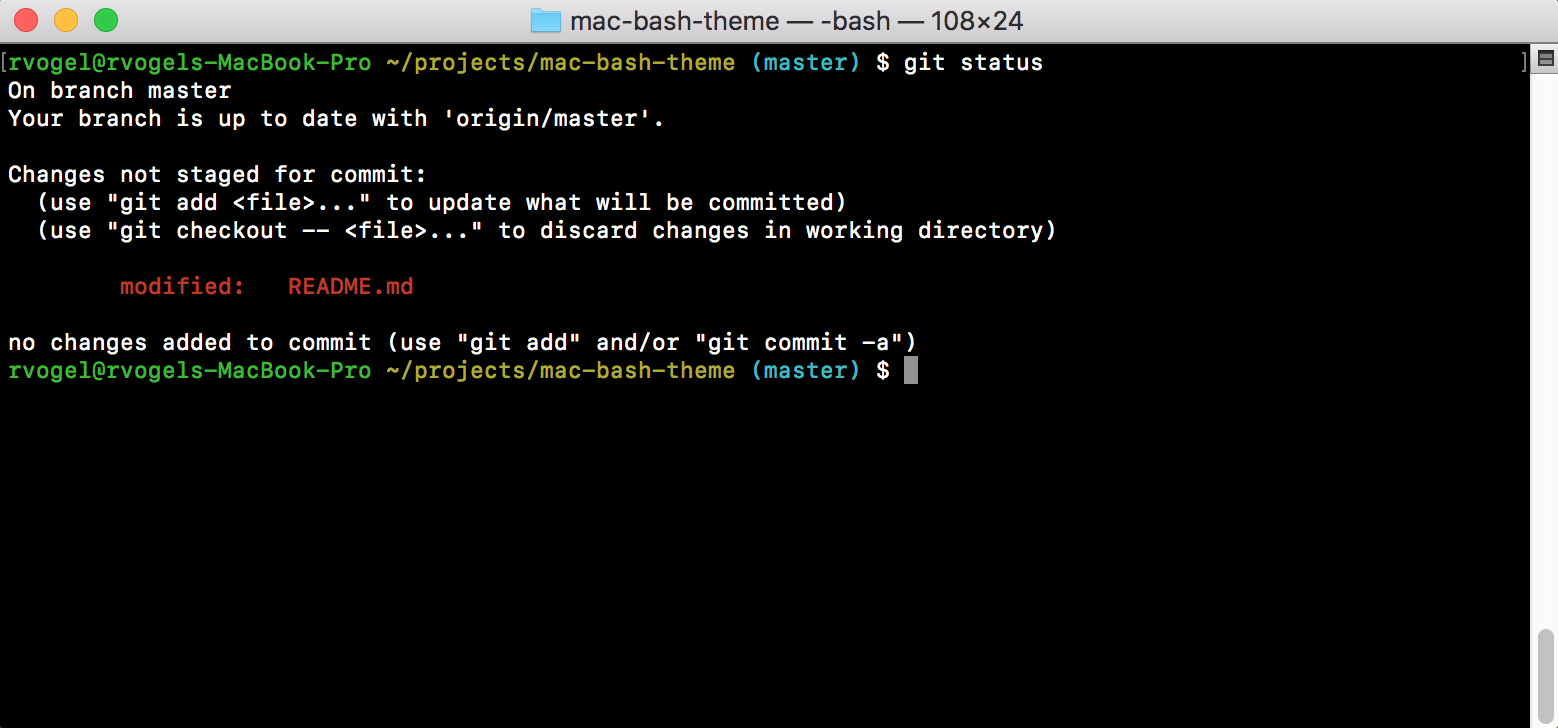 mac-bash-theme — -bash — 108×24
[rvogel@rvogels-MacBook-Pro ~/projects/mac-bash-theme (master) $ git status ]
On branch master
Your branch is up to date with 'origin/master'.
Changes not staged for commit:
  (use "git add <file>..." to update what will be committed)
  (use "git checkout -- <file>..." to discard changes in working directory)
        modified:   README.md
no changes added to commit (use "git add" and/or "git commit -a")
rvogel@rvogels-MacBook-Pro ~/projects/mac-bash-theme (master) $